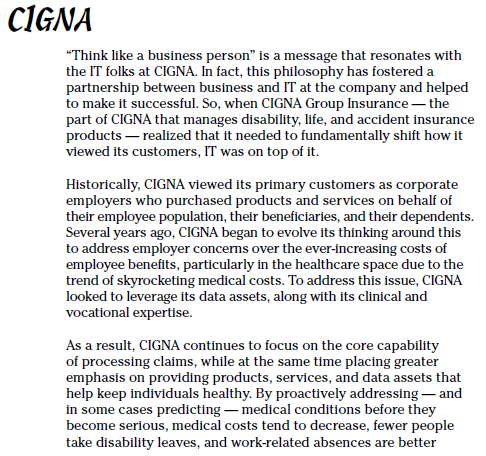 CIGNA
“Think like a business person” is a message that resonates with
the IT folks at CIGNA. In fact, this philosophy has fostered a
partnership between business and IT at the company and helped
to make it successful. So, when CIGNA Group Insurance — the
part of CIGNA that manages disability, life, and accident insurance
products — realized that it needed to fundamentally shift how it
viewed its customers, IT was on top of it.
Historically, CIGNA viewed its primary customers as corporate
employers who purchased products and services on behalf of
their employee population, their beneficiaries, and their dependents.
Several years ago, CIGNA began to evolve its thinking around this
to address employer concerns over the ever-increasing costs of
employee benefits, particularly in the healthcare space due to the
trend of skyrocketing medical costs. To address this issue, CIGNA
looked to leverage its data assets, along with its clinical and
vocational expertise.
As a result, CIGNA continues to focus on the core capability
of processing claims, while at the same time placing greater
emphasis on providing products, services, and data assets that
help keep individuals healthy. By proactively addressing — and
in some cases predicting — medical conditions before they
become serious, medical costs tend to decrease, fewer people
take disability leaves, and work-related absences are better